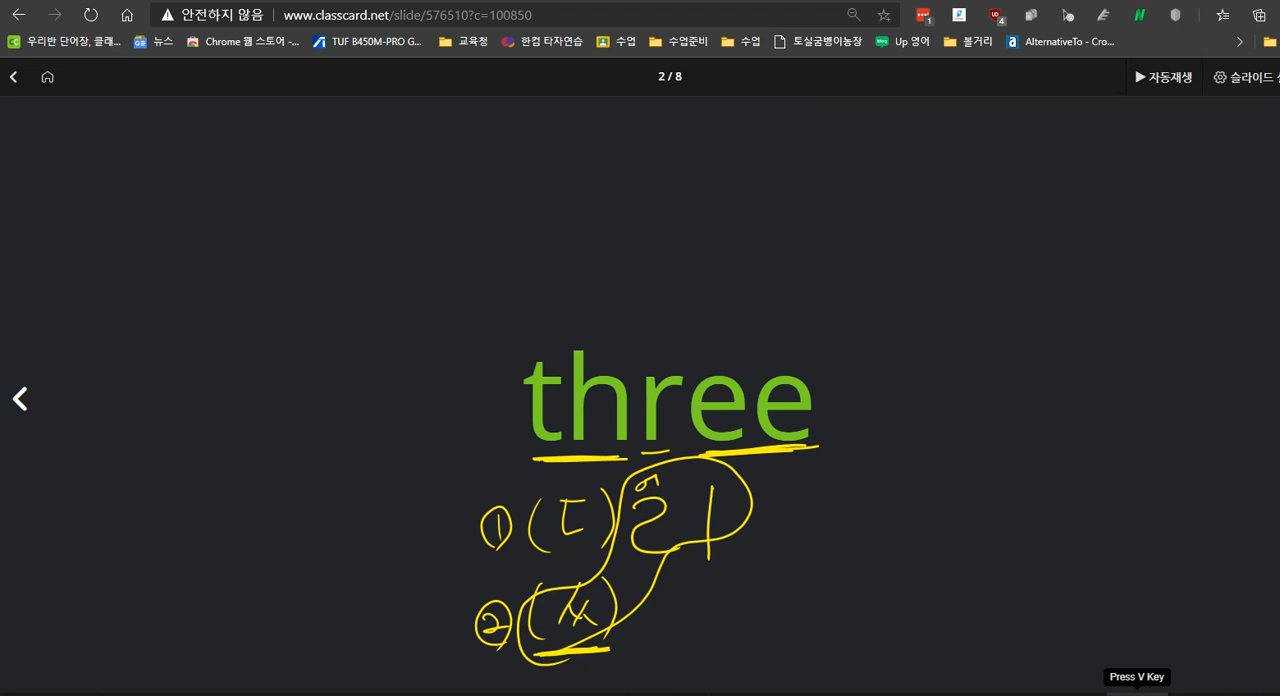 안전하지 않음 www.classcard.net/slide/576510?c=100850
우리반 단어장, 클래... 뉴스 Chrome 웹 스토어 -... TUF B450M-PRO G... 교육청 한컴 타자연습 수업 수업준비 수업 토실굼벵이농장 Up 영어 볼거리 AlternativeTo - Cro...
2 / 8 자동재생 슬라이드
three
① (ㄷ)
② (ㅆ)
Press V Key